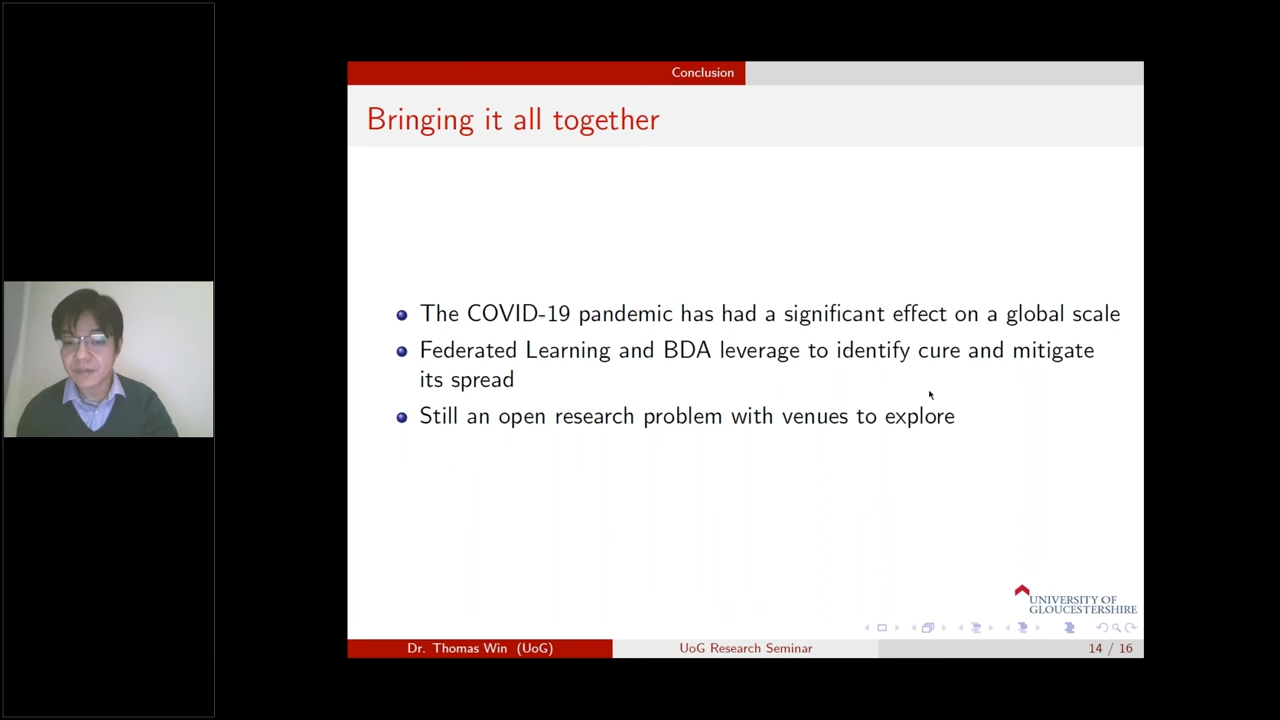 Conclusion
Bringing it all together
The COVID-19 pandemic has had a significant effect on a global scale
Federated Learning and BDA leverage to identify cure and mitigate
its spread
Still an open research problem with venues to explore
UNIVERSITY OF
GLOUCESTERSHIRE
Dr. Thomas Win (UoG)
UoG Research Seminar
14 / 16